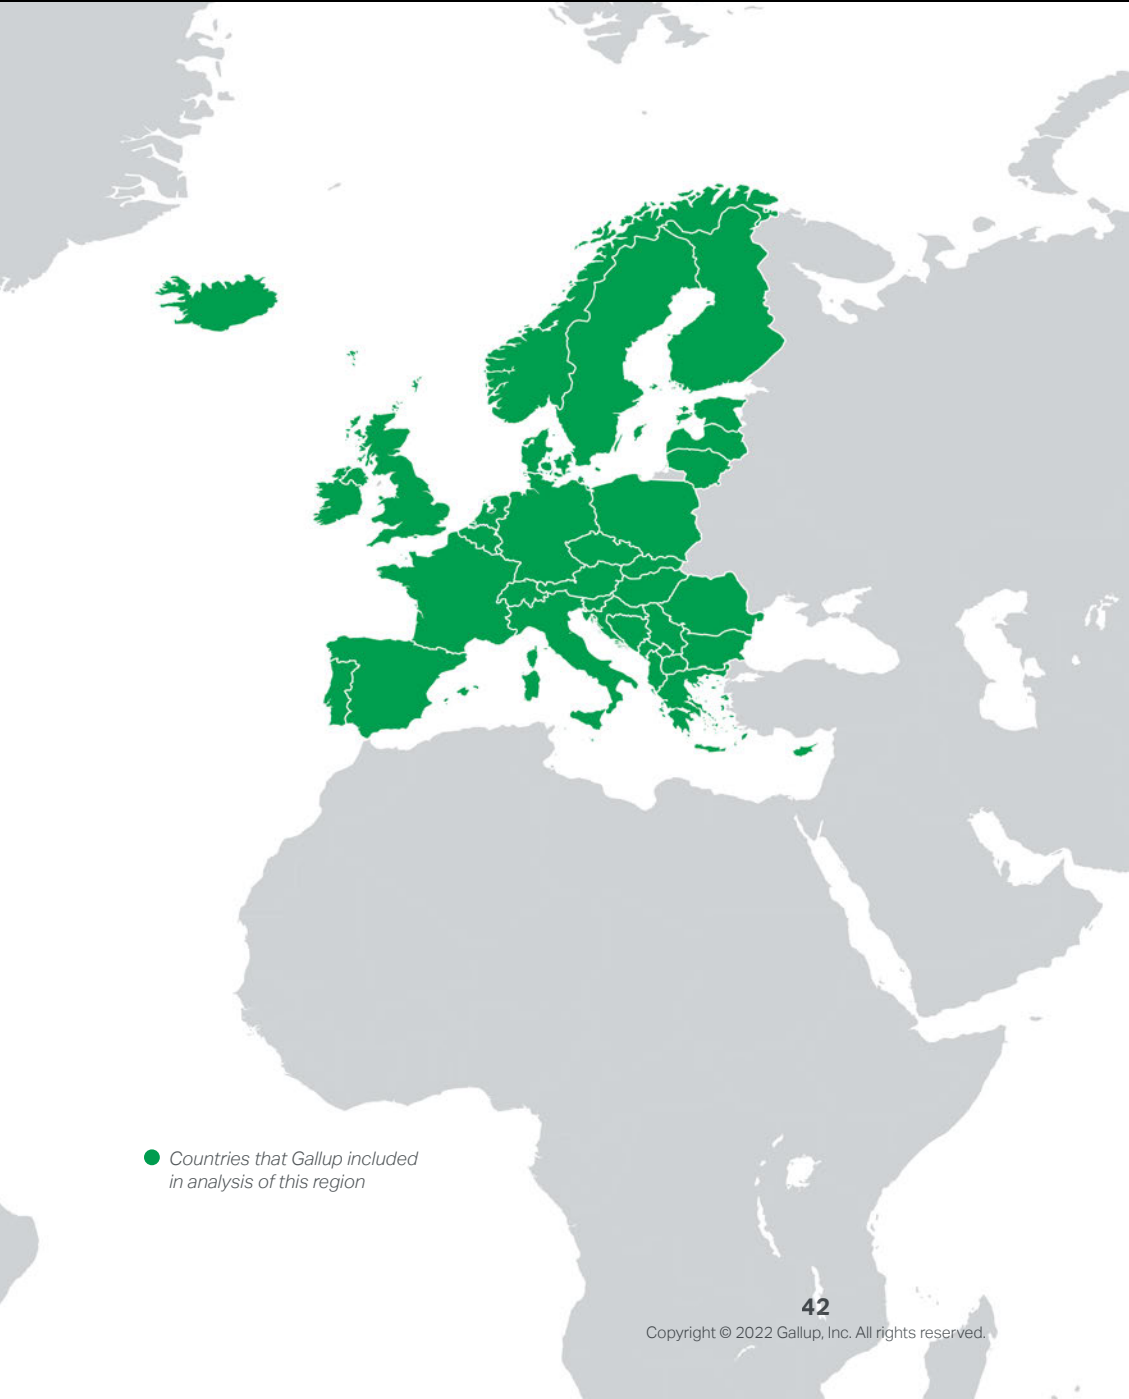 Countries that Gallup included
in analysis of this region
42
Copyright © 2022 Gallup, Inc. All rights reserved.